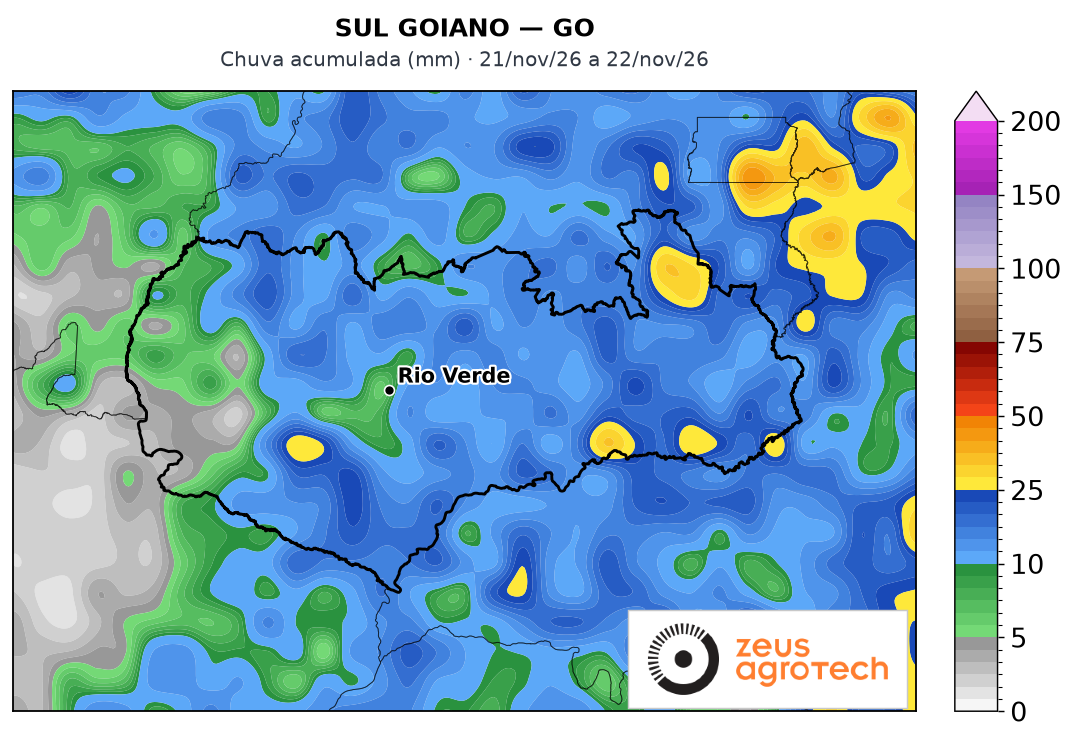 SUL GOIANO — GO
Chuva acumulada (mm) · 21/nov/26 a 22/nov/26
200
150
100
75
50
25
10
5
0
Rio Verde
zeus
agrotech